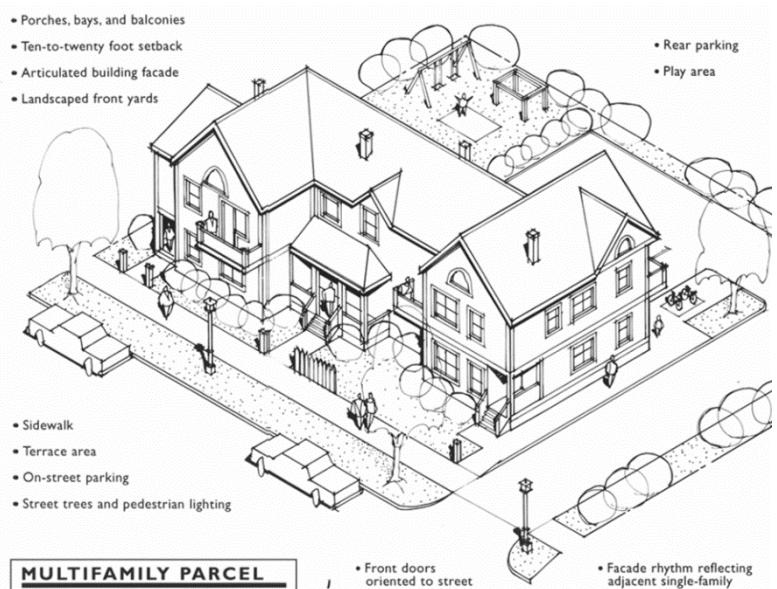 • Porches, bays, and balconies
• Ten-to-twenty foot setback
• Articulated building facade
• Landscaped front yards
• Rear parking
• Play area
• Sidewalk
• Terrace area
• On-street parking
• Street trees and pedestrian lighting
MULTIFAMILY PARCEL
• Front doors
oriented to street
• Facade rhythm reflecting
adjacent single-family